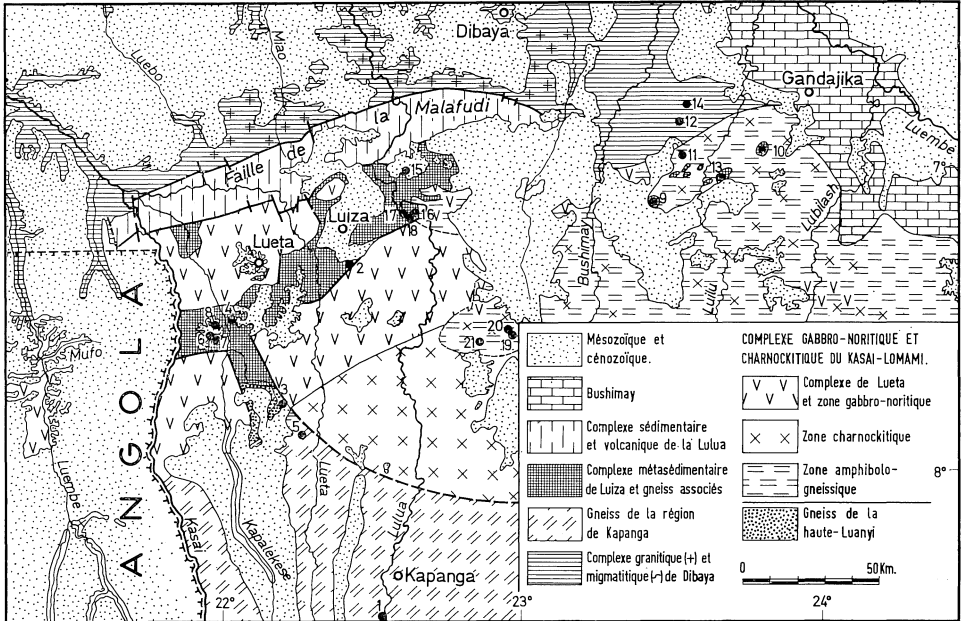 Luebo
Miao
Dibaya
Gandajika
Luembe
7°
14
12
11
13
10
9
Faille de la Malafudi
15
17
16
18
Luiza
Lueta
2
Bushimay
Luilu
Lubilash
8
4
6
7
3
5
20
21
19
Mufo
ANGOLA
Luembe
Kasai
Kapalelese
Lueta
Lulua
Kapanga
1
22°
23°
24°
8°
Mésozoïque et
cénozoïque.
Bushimay
Complexe sédimentaire
et volcanique de la Lulua
Complexe métasédimentaire
de Luiza et gneiss associés
Gneiss de la région
de Kapanga
Complexe granitique (+) et
migmatitique (~) de Dibaya
COMPLEXE GABBRO-NORITIQUE ET
CHARNOCKITIQUE DU KASAI-LOMAMI.
Complexe de Lueta
et zone gabbro-noritique
Zone charnockitique
Zone amphibolo-
gneissique
Gneiss de la
haute-Luanyi
0 50Km.